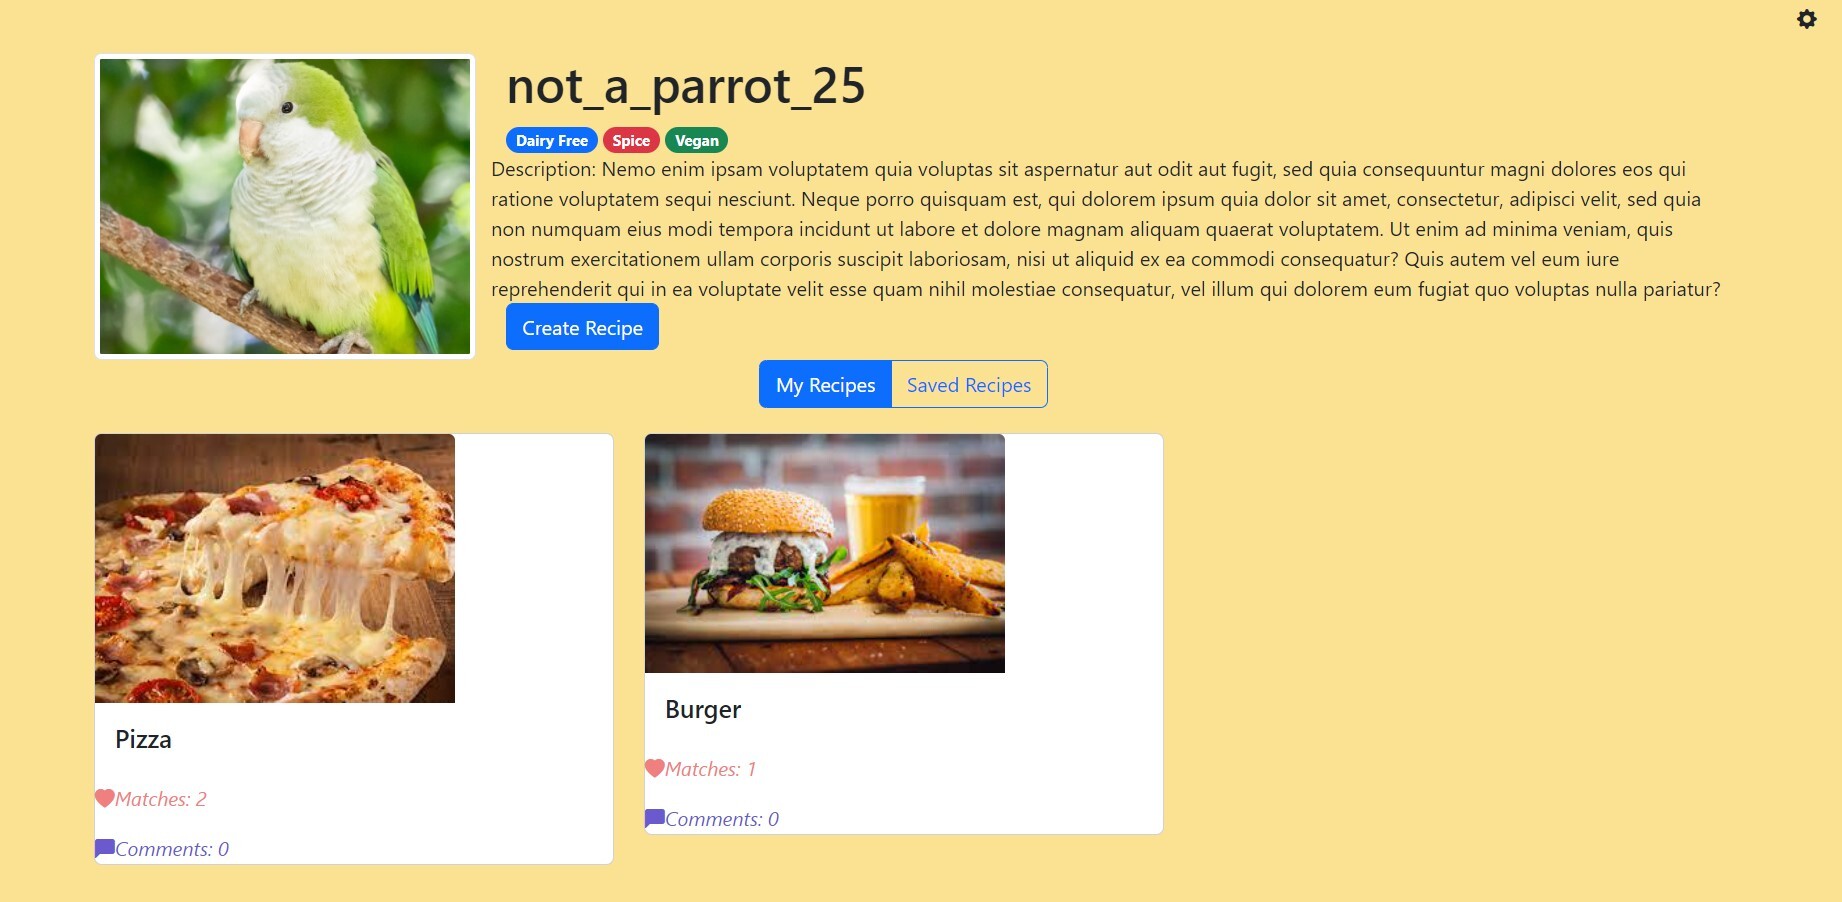 not_a_parrot_25
Dairy Free Spice Vegan
Description: Nemo enim ipsam voluptatem quia voluptas sit aspernatur aut odit aut fugit, sed quia consequuntur magni dolores eos qui
ratione voluptatem sequi nesciunt. Neque porro quisquam est, qui dolorem ipsum quia dolor sit amet, consectetur, adipisci velit, sed quia
non numquam eius modi tempora incidunt ut labore et dolore magnam aliquam quaerat voluptatem. Ut enim ad minima veniam, quis
nostrum exercitationem ullam corporis suscipit laboriosam, nisi ut aliquid ex ea commodi consequatur? Quis autem vel eum iure
reprehenderit qui in ea voluptate velit esse quam nihil molestiae consequatur, vel illum qui dolorem eum fugiat quo voluptas nulla pariatur?
Create Recipe
My Recipes Saved Recipes
Pizza
Matches: 2
Comments: 0
Burger
Matches: 1
Comments: 0